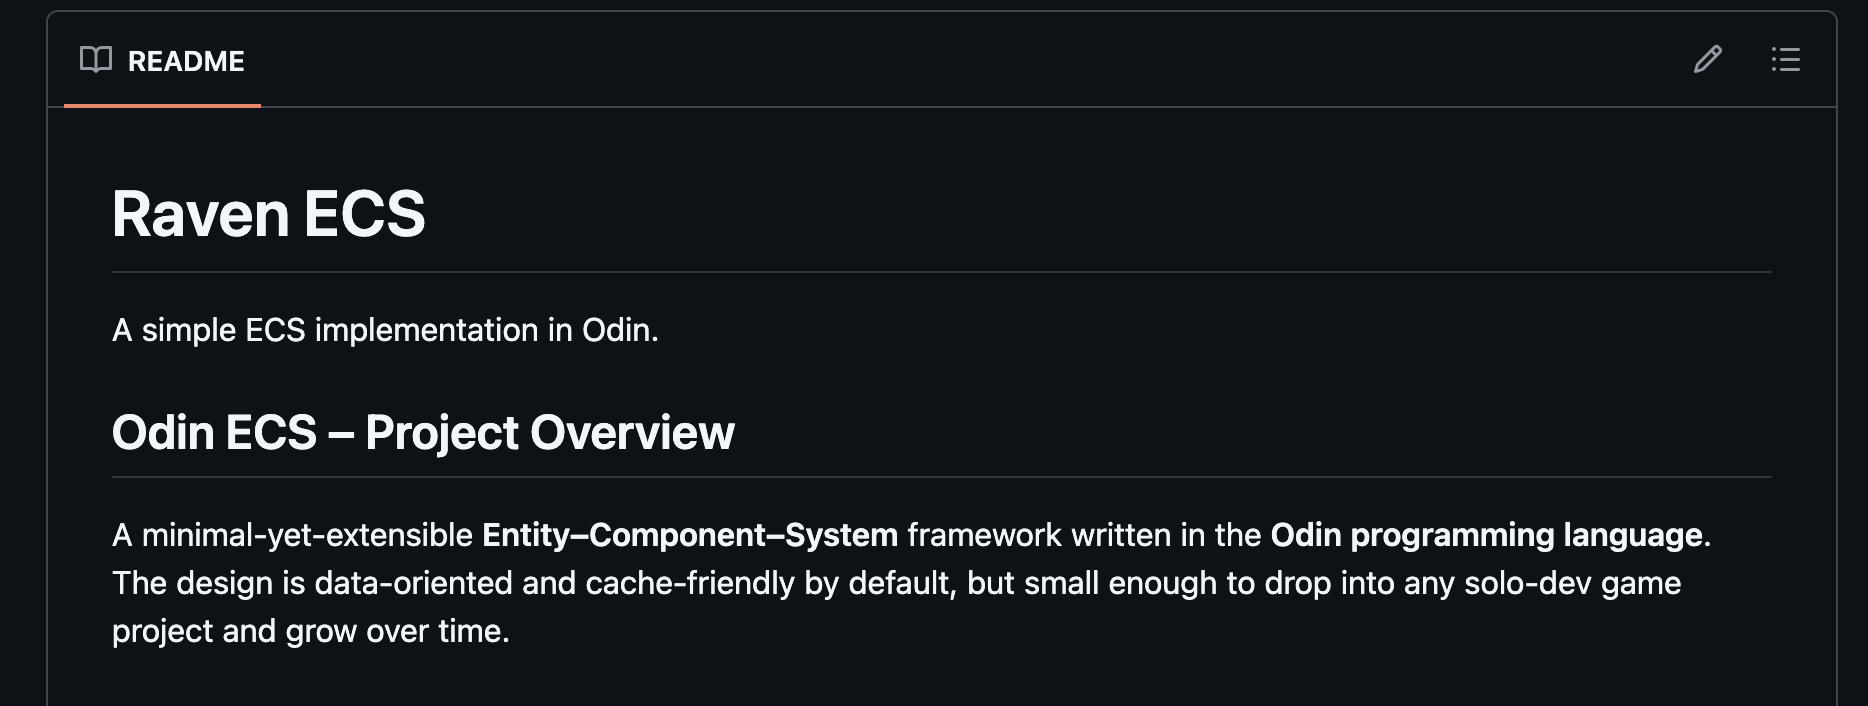 README
Raven ECS
A simple ECS implementation in Odin.
Odin ECS – Project Overview
A minimal-yet-extensible Entity–Component–System framework written in the Odin programming language.
The design is data-oriented and cache-friendly by default, but small enough to drop into any solo-dev game
project and grow over time.